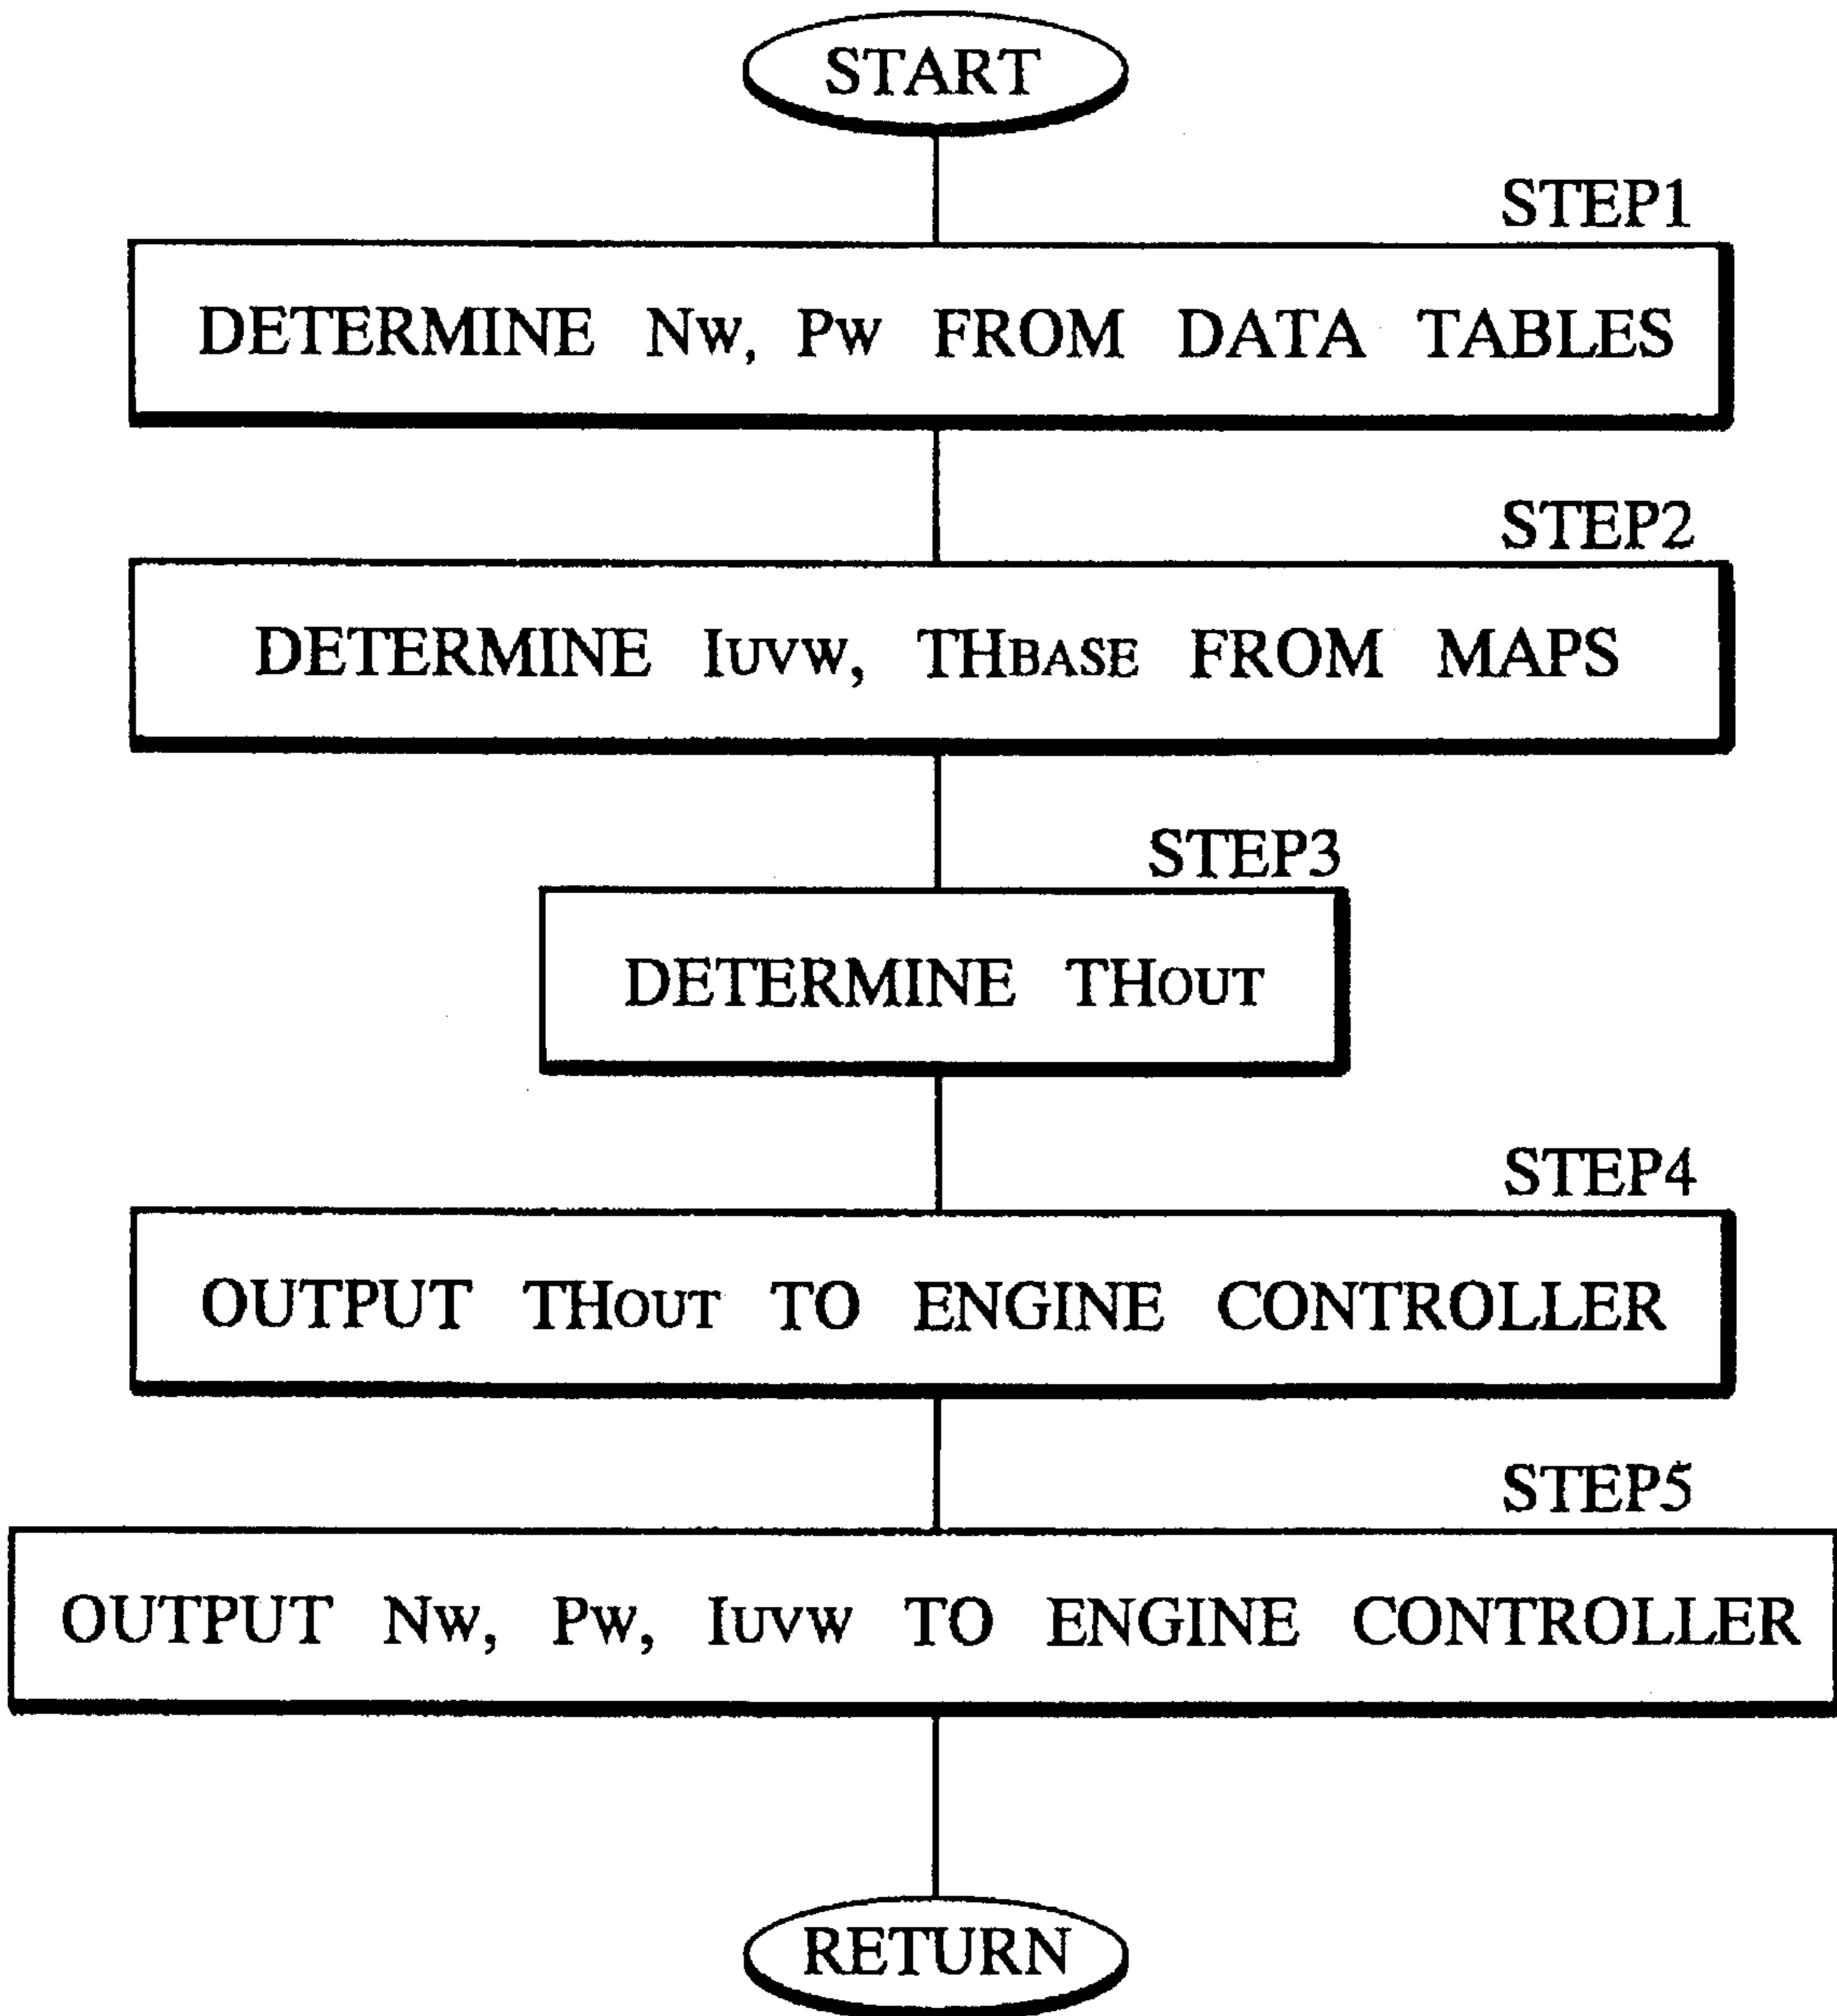 START
STEP1
DETERMINE NW, PW FROM DATA TABLES
STEP2
DETERMINE IUVW, THBASE FROM MAPS
STEP3
DETERMINE THOUT
STEP4
OUTPUT THOUT TO ENGINE CONTROLLER
STEP5
OUTPUT NW, PW, IUVW TO ENGINE CONTROLLER
RETURN